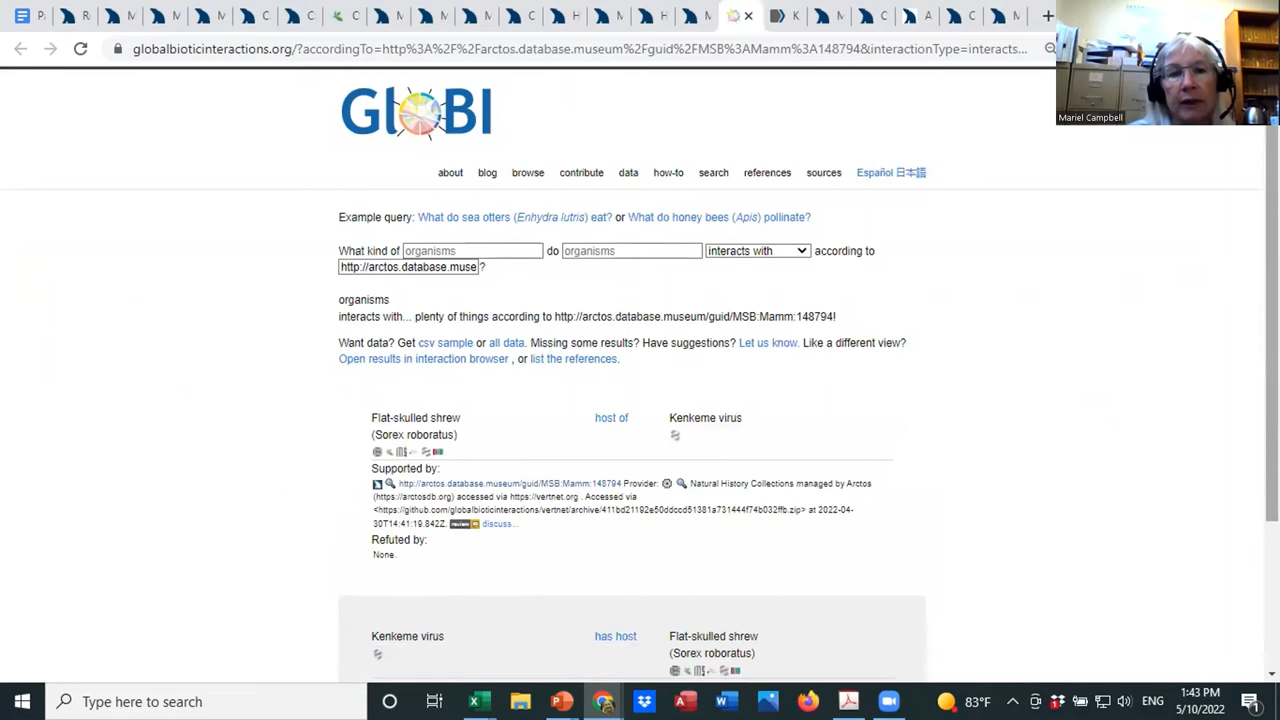 P
R
M
M
M
C
C
C
M
M
M
C
H
M
H
M
K
M
C
A
C
M
globalbioticinteractions.org/?accordingTo=http%3A%2F%2Farctos.database.museum%2Fguid%2FMSB%3AMamm%3A148794&interactionType=interacts...
Mariel Campbell
GloBI
about blog browse contribute data how-to search references sources Español 日本語
Example query: What do sea otters (Enhydra lutris) eat? or What do honey bees (Apis) pollinate?
What kind of organisms do organisms interacts with according to
http://arctos.database.muse ?
organisms
interacts with... plenty of things according to http://arctos.database.museum/guid/MSB:Mamm:148794!
Want data? Get csv sample or all data. Missing some results? Have suggestions? Let us know. Like a different view?
Open results in interaction browser , or list the references.
Flat-skulled shrew host of Kenkeme virus
(Sorex roboratus)
Supported by:
http://arctos.database.museum/guid/MSB:Mamm:148794 Provider: Natural History Collections managed by Arctos
(https://arctosdb.org) accessed via https://vertnet.org . Accessed via
<https://github.com/globalbioticinteractions/vertnet/archive/411bd21192e50ddccd51381a731444f74b032ffb.zip> at 2022-04-
30T14:41:19.842Z. review discuss...
Refuted by:
None.
Kenkeme virus has host Flat-skulled shrew
(Sorex roboratus)
Type here to search
83°F
ENG
1:43 PM
5/10/2022